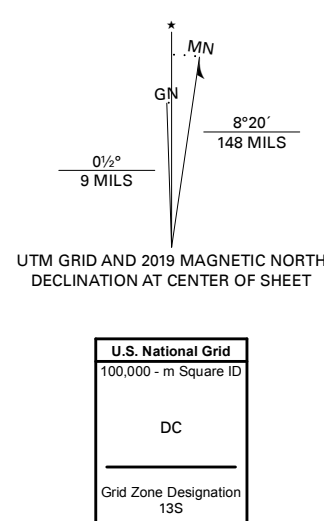 ★
MN
GN
8°20´
148 MILS
0½°
9 MILS
UTM GRID AND 2019 MAGNETIC NORTH
DECLINATION AT CENTER OF SHEET
U.S. National Grid
100,000 - m Square ID
DC
Grid Zone Designation
13S